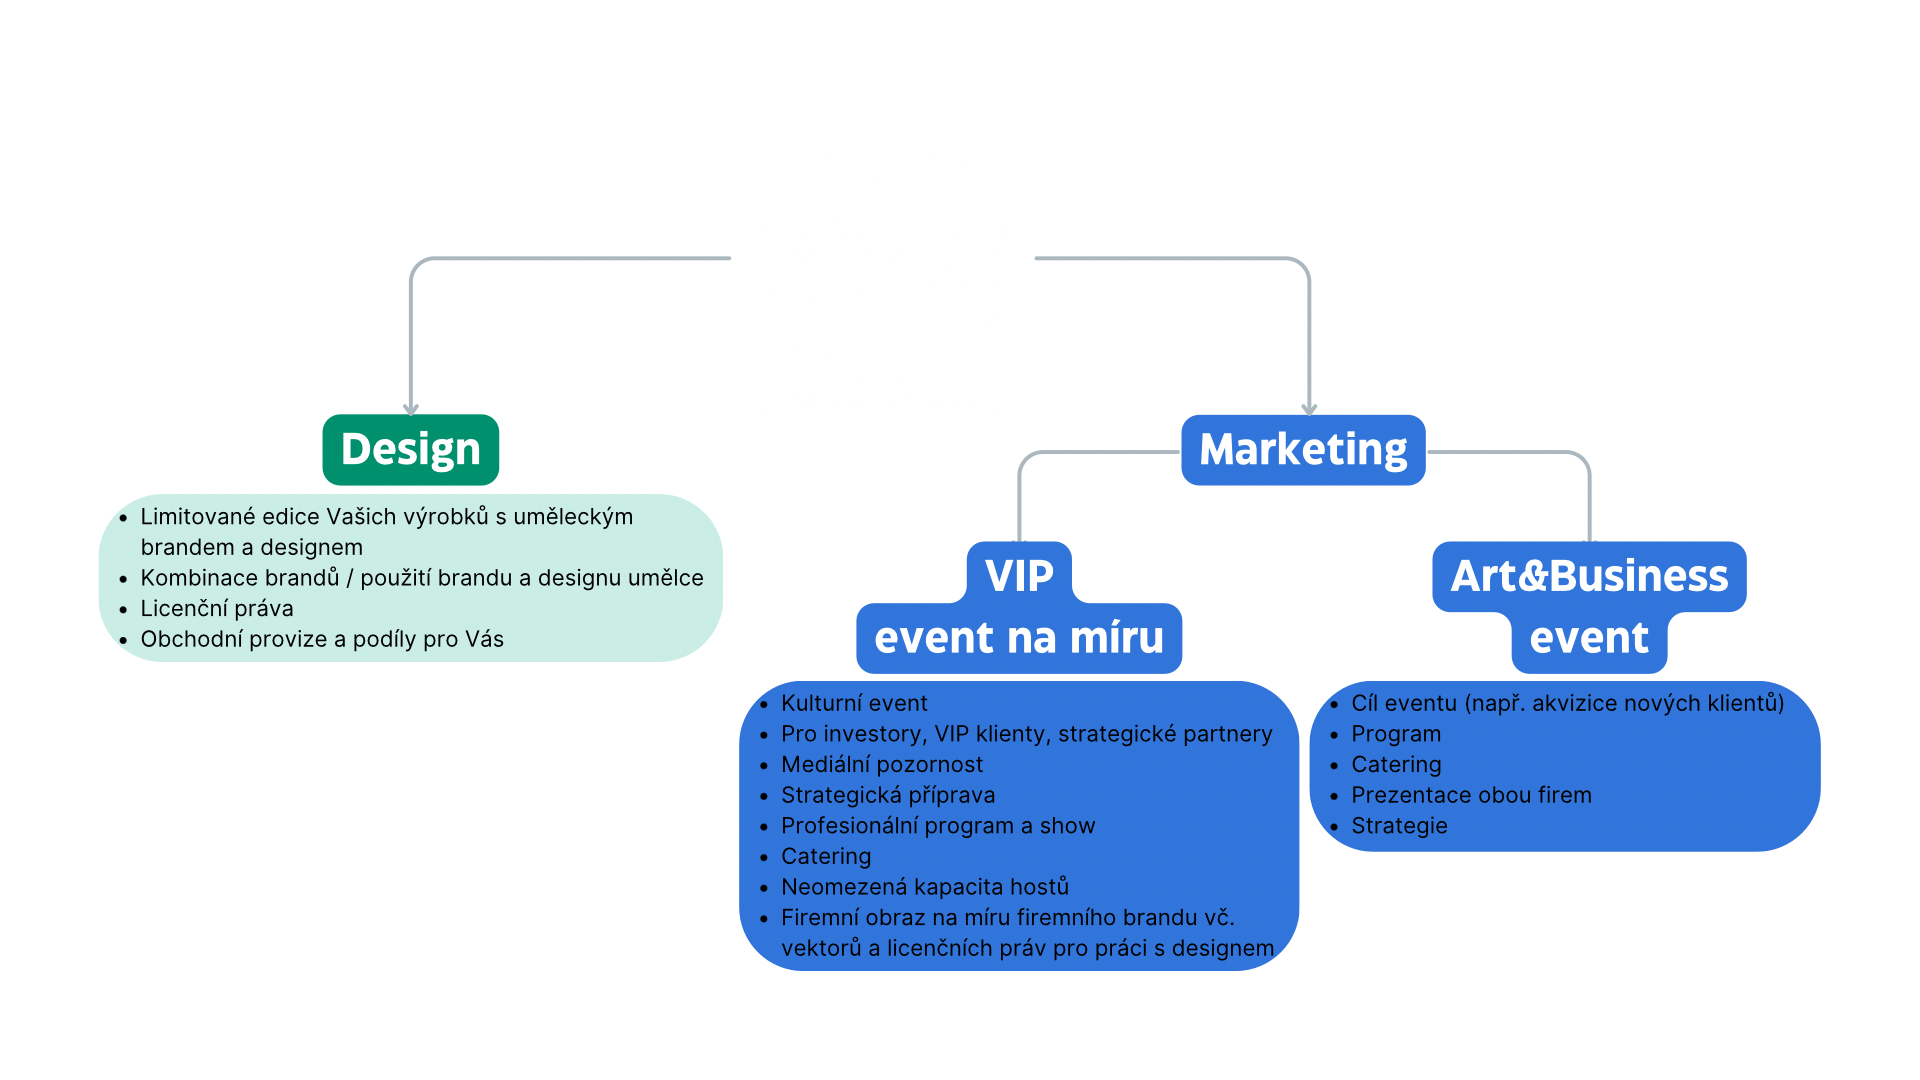 Design
• Limitované edice Vašich výrobků s uměleckým
brandem a designem
• Kombinace brandů / použití brandu a designu umělce
• Licenční práva
• Obchodní provize a podíly pro Vás
Marketing
VIP
event na míru
• Kulturní event
• Pro investory, VIP klienty, strategické partnery
• Mediální pozornost
• Strategická příprava
• Profesionální program a show
• Catering
• Neomezená kapacita hostů
• Firemní obraz na míru firemního brandu vč.
vektorů a licenčních práv pro práci s designem
Art&Business
event
• Cíl eventu (např. akvizice nových klientů)
• Program
• Catering
• Prezentace obou firem
• Strategie